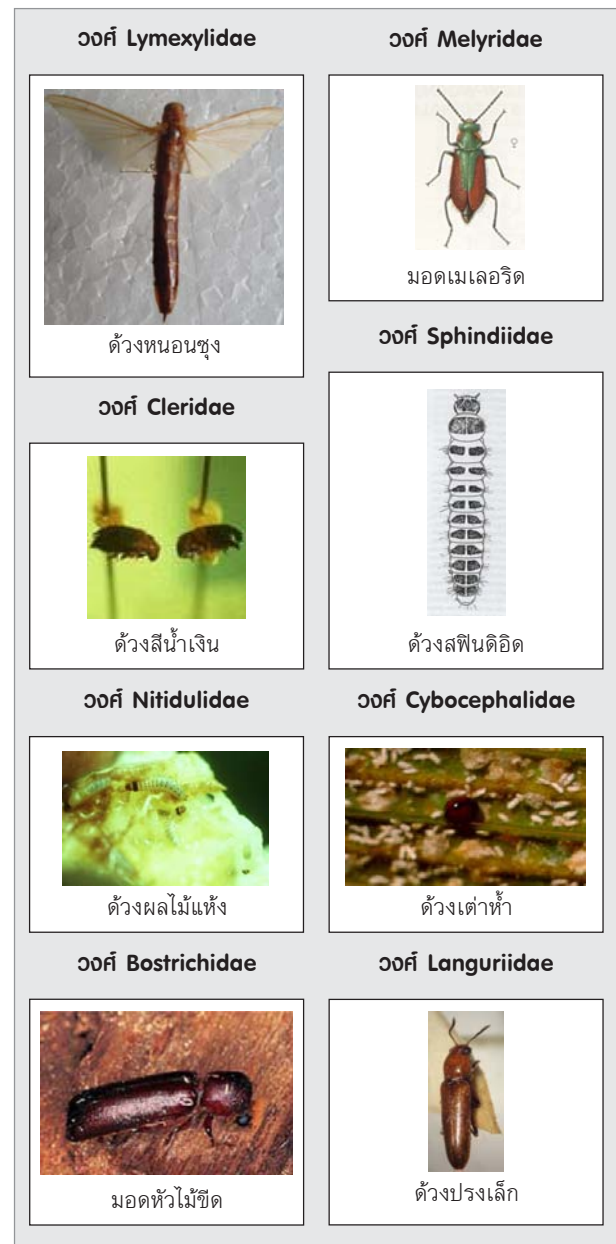 วงศ์ Lymexylidae
ด้วงหนอนซุง
วงศ์ Cleridae
ด้วงสีน้ำเงิน
วงศ์ Nitidulidae
ด้วงผลไม้แห้ง
วงศ์ Bostrichidae
มอดหัวไม้ขีด
วงศ์ Melyridae
♀
มอดเมเลอริด
วงศ์ Sphindiidae
ด้วงสฟินดิอิด
วงศ์ Cybocephalidae
ด้วงเต่าห้ำ
วงศ์ Languriidae
ด้วงปรงเล็ก